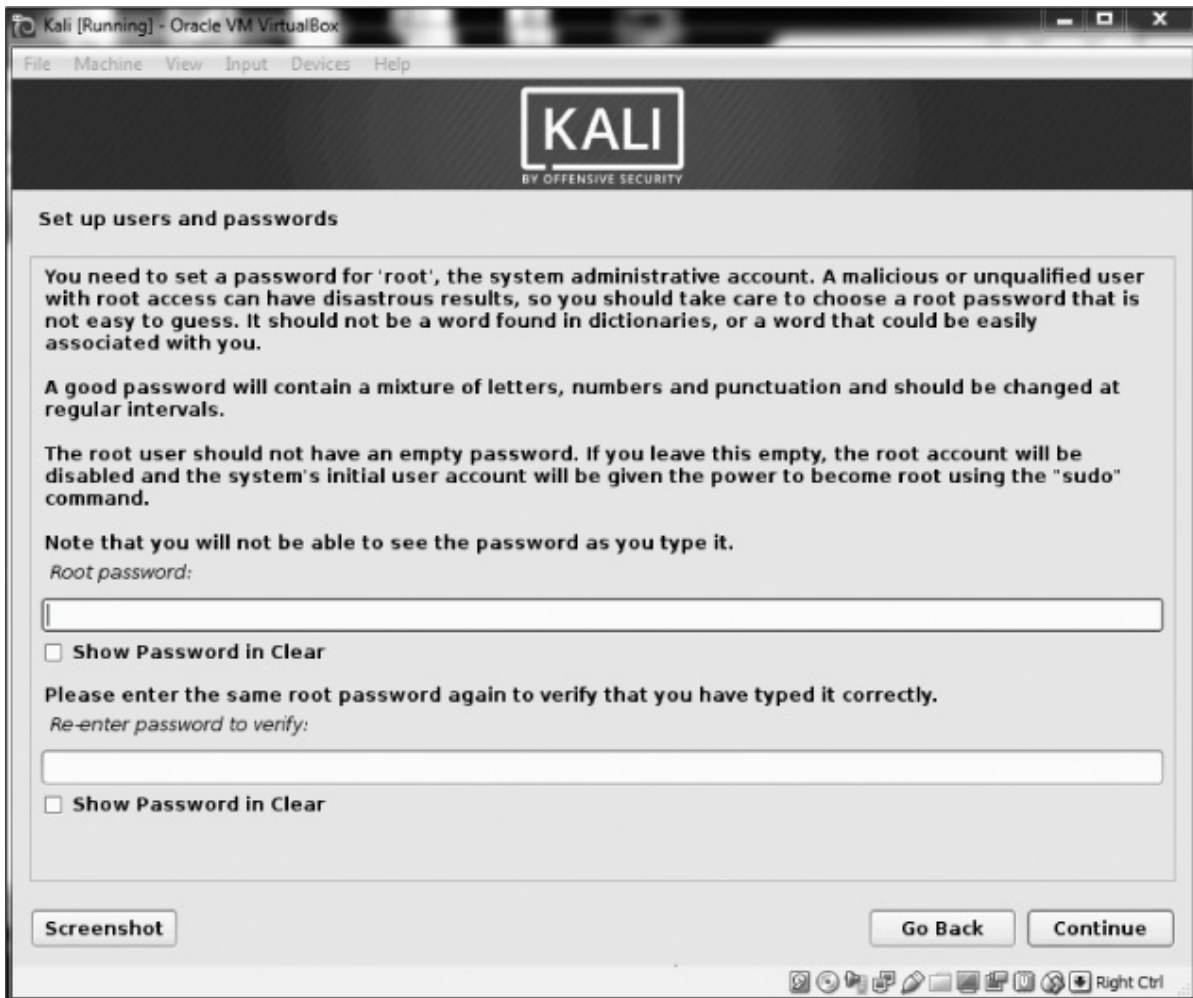 Kali [Running] - Oracle VM VirtualBox
File Machine View Input Devices Help
KALI
BY OFFENSIVE SECURITY
Set up users and passwords
You need to set a password for 'root', the system administrative account. A malicious or unqualified user
with root access can have disastrous results, so you should take care to choose a root password that is
not easy to guess. It should not be a word found in dictionaries, or a word that could be easily
associated with you.
A good password will contain a mixture of letters, numbers and punctuation and should be changed at
regular intervals.
The root user should not have an empty password. If you leave this empty, the root account will be
disabled and the system's initial user account will be given the power to become root using the "sudo"
command.
Note that you will not be able to see the password as you type it.
Root password:
Show Password in Clear
Please enter the same root password again to verify that you have typed it correctly.
Re-enter password to verify:
Show Password in Clear
Screenshot
Go Back
Continue
Right Ctrl